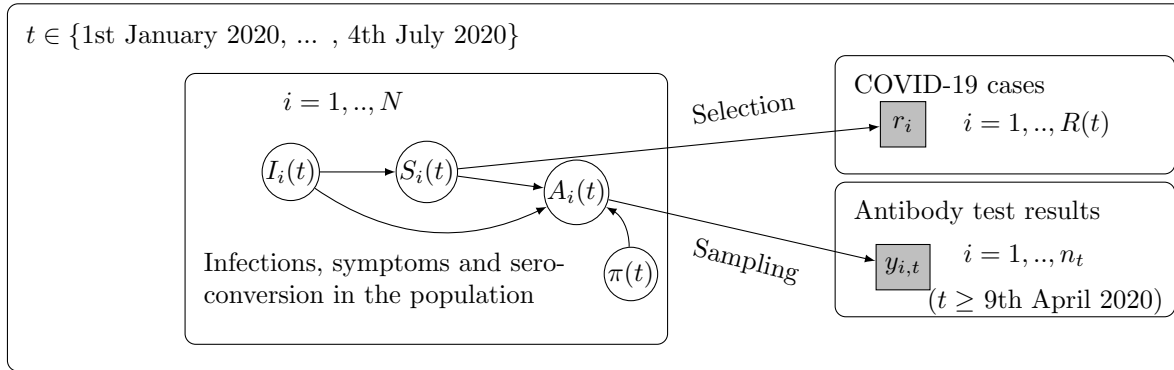 t ∈ {1st January 2020, ... , 4th July 2020}
i = 1, .., N
I_i(t)
S_i(t)
A_i(t)
π(t)
Infections, symptoms and sero-
conversion in the population
Selection
Sampling
COVID-19 cases
r_i
i = 1, .., R(t)
Antibody test results
y_{i,t}
i = 1, .., n_t
(t ≥ 9th April 2020)